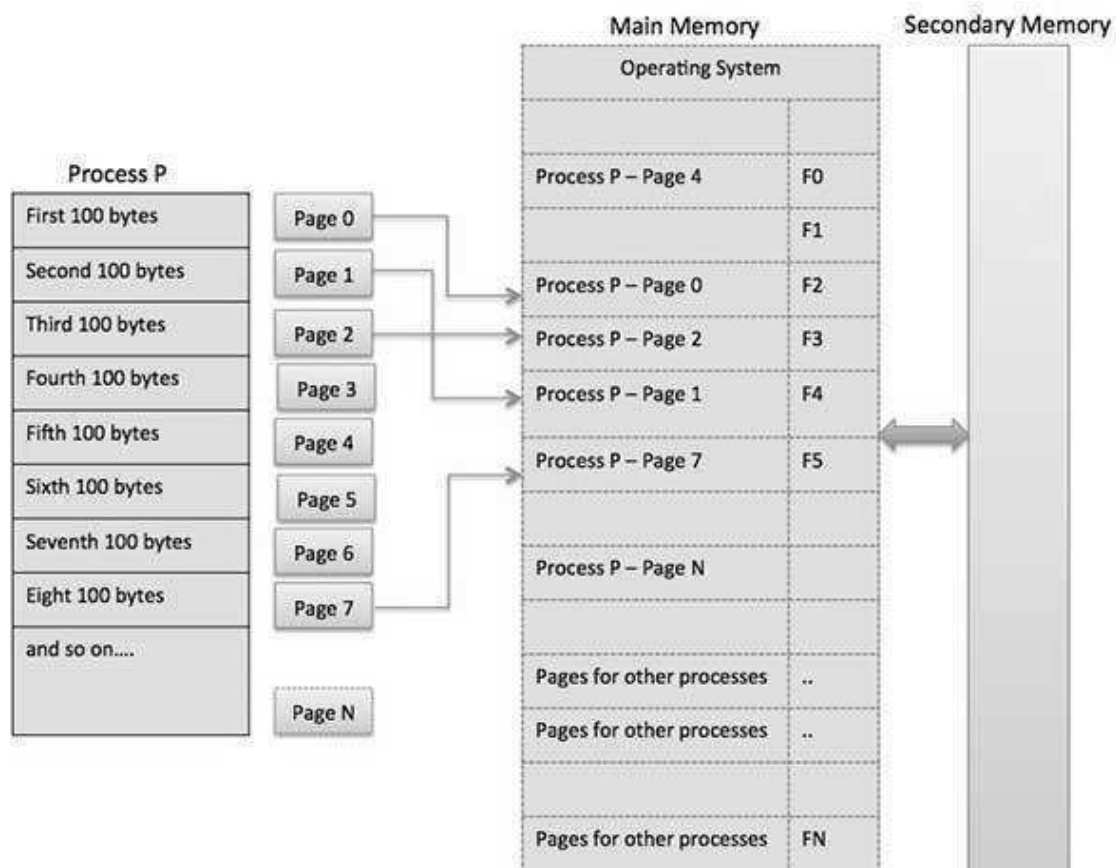 Main Memory
Secondary Memory
Operating System
Process P
First 100 bytes
Second 100 bytes
Third 100 bytes
Fourth 100 bytes
Fifth 100 bytes
Sixth 100 bytes
Seventh 100 bytes
Eight 100 bytes
and so on....
Page 0
Page 1
Page 2
Page 3
Page 4
Page 5
Page 6
Page 7
Page N
Process P – Page 4 F0
F1
Process P – Page 0 F2
Process P – Page 2 F3
Process P – Page 1 F4
Process P – Page 7 F5
Process P – Page N
Pages for other processes ..
Pages for other processes ..
Pages for other processes FN